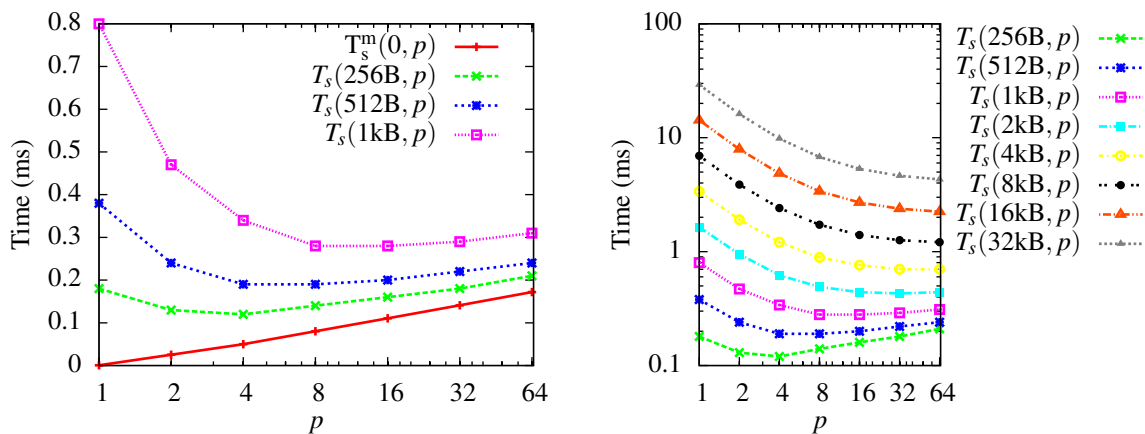 0.8
0.7
0.6
0.5
0.4
0.3
0.2
0.1
0
Time (ms)
1 2 4 8 16 32 64
p
T_s^m(0, p)
T_s(256B, p)
T_s(512B, p)
T_s(1kB, p)
100
10
1
0.1
Time (ms)
1 2 4 8 16 32 64
p
T_s(256B, p)
T_s(512B, p)
T_s(1kB, p)
T_s(2kB, p)
T_s(4kB, p)
T_s(8kB, p)
T_s(16kB, p)
T_s(32kB, p)